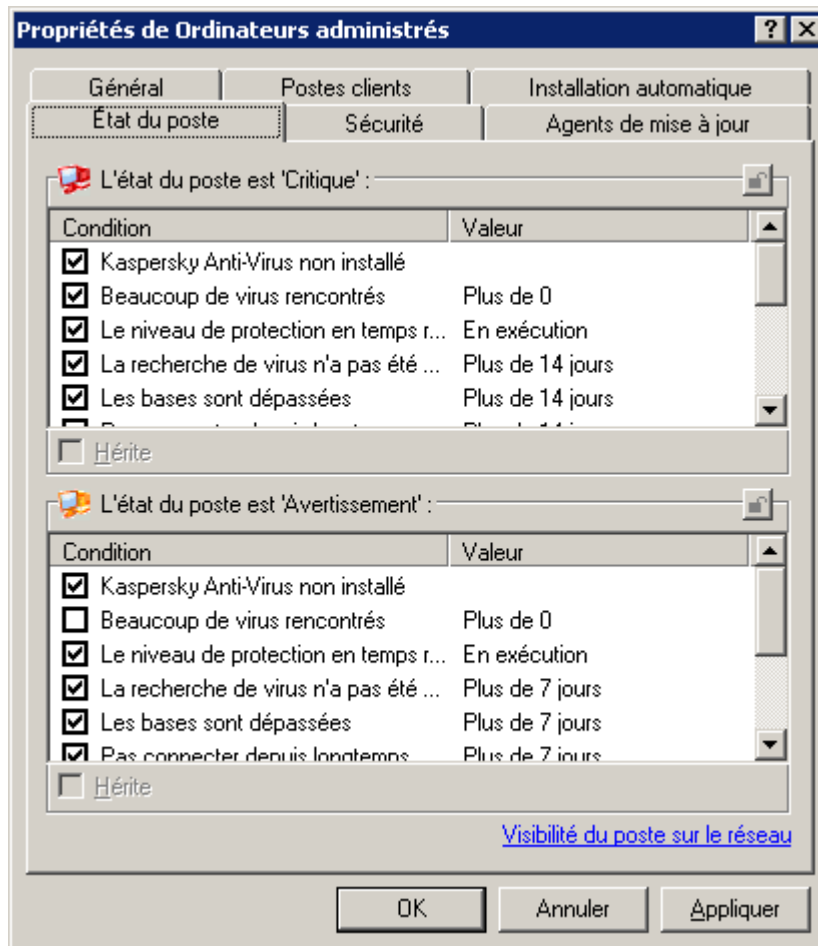 Propriétés de Ordinateurs administrés
Général Postes clients Installation automatique
État du poste Sécurité Agents de mise à jour
L'état du poste est 'Critique' :
Condition Valeur
Kaspersky Anti-Virus non installé
Beaucoup de virus rencontrés Plus de 0
Le niveau de protection en temps r... En exécution
La recherche de virus n'a pas été ... Plus de 14 jours
Les bases sont dépassées Plus de 14 jours
Hérite
L'état du poste est 'Avertissement' :
Condition Valeur
Kaspersky Anti-Virus non installé
Beaucoup de virus rencontrés Plus de 0
Le niveau de protection en temps r... En exécution
La recherche de virus n'a pas été ... Plus de 7 jours
Les bases sont dépassées Plus de 7 jours
Pas connecter depuis longtemps Plus de 7 jours
Hérite
Visibilité du poste sur le réseau
OK Annuler Appliquer